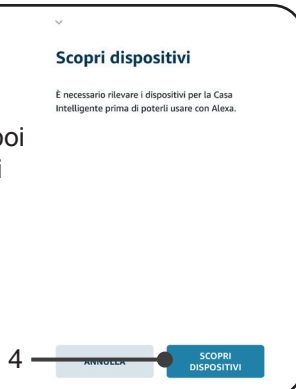 Scopri dispositivi
È necessario rilevare i dispositivi per la Casa
Intelligente prima di poterli usare con Alexa.
poi
i
4
ANNULLA
SCOPRI
DISPOSITIVI